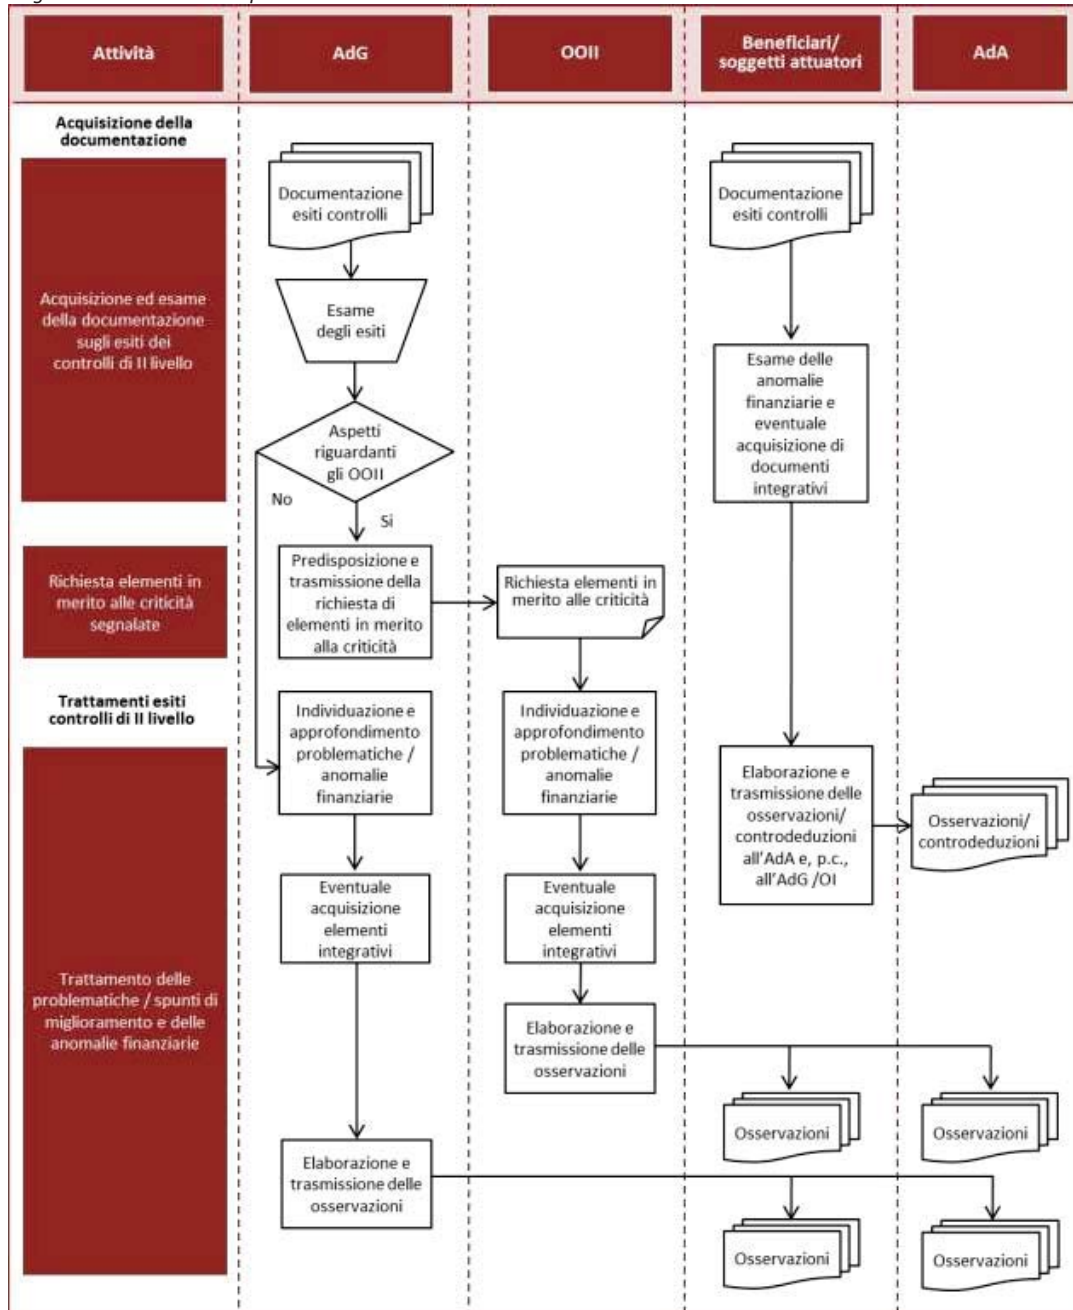 Attività
AdG
OOII
Beneficiari/
soggetti attuatori
AdA
Acquisizione della
documentazione
Acquisizione ed esame
della documentazione
sugli esiti dei
controlli di II livello
Documentazione
esiti controlli
Documentazione
esiti controlli
Esame
degli esiti
Esame delle
anomalie
finanziarie e
eventuale
acquisizione di
documenti
integrativi
Aspetti
riguardanti
gli OOII
No
Si
Richiesta elementi in
merito alle criticità
segnalate
Predisposizione e
trasmissione della
richiesta di
elementi in merito
alla criticità
Richiesta elementi in
merito alle criticità
Trattamenti esiti
controlli di II livello
Individuazione e
approfondimento
problematiche /
anomalie
finanziarie
Individuazione e
approfondimento
problematiche /
anomalie
finanziarie
Elaborazione e
trasmissione delle
osservazioni/
controdeduzioni
all'AdA e, p.c.,
all'AdG /OI
Osservazioni/
controdeduzioni
Eventuale
acquisizione
elementi
integrativi
Eventuale
acquisizione
elementi
integrativi
Trattamento delle
problematiche / spunti di
miglioramento e delle
anomalie finanziarie
Elaborazione e
trasmissione delle
osservazioni
Osservazioni
Osservazioni
Elaborazione e
trasmissione delle
osservazioni
Osservazioni
Osservazioni